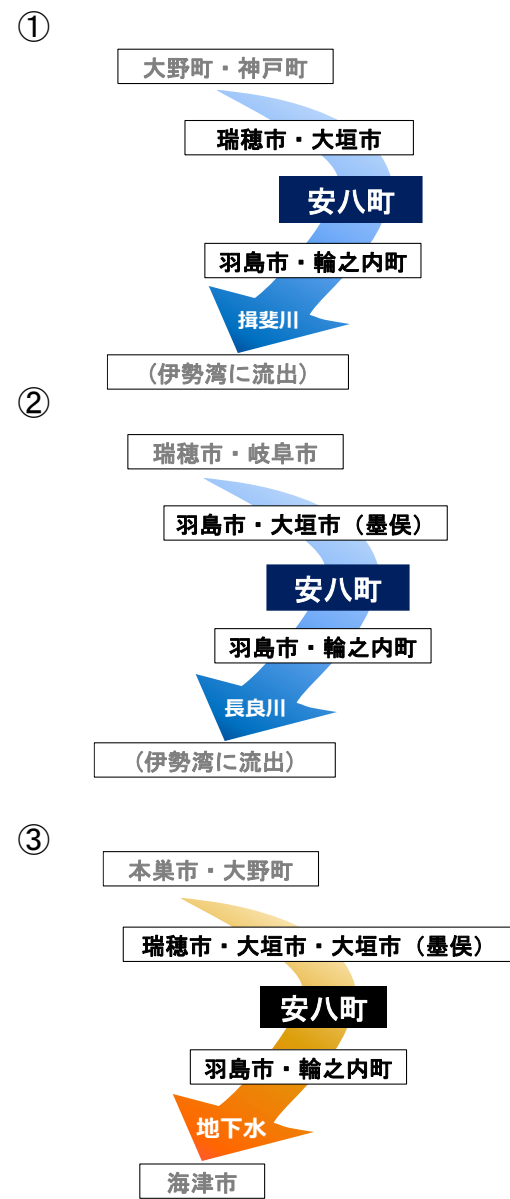 ①
大野町・神戸町
瑞穂市・大垣市
安八町
羽島市・輪之内町
揖斐川
（伊勢湾に流出）
②
瑞穂市・岐阜市
羽島市・大垣市（墨俣）
安八町
羽島市・輪之内町
長良川
（伊勢湾に流出）
③
本巣市・大野町
瑞穂市・大垣市・大垣市（墨俣）
安八町
羽島市・輪之内町
地下水
海津市